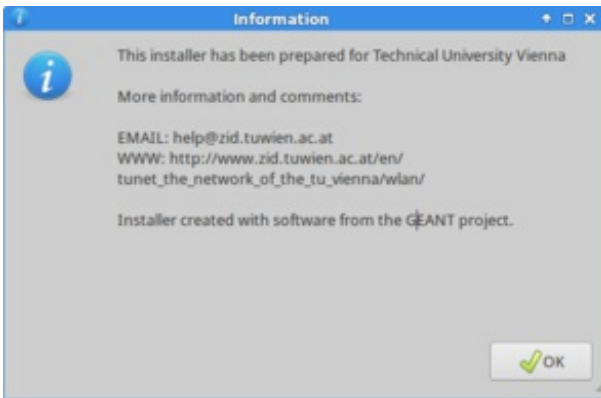 Information
This installer has been prepared for Technical University Vienna
More information and comments:
EMAIL: help@zid.tuwien.ac.at
WWW: http://www.zid.tuwien.ac.at/en/
tunet_the_network_of_the_tu_vienna/wlan/
Installer created with software from the GEANT project.
OK